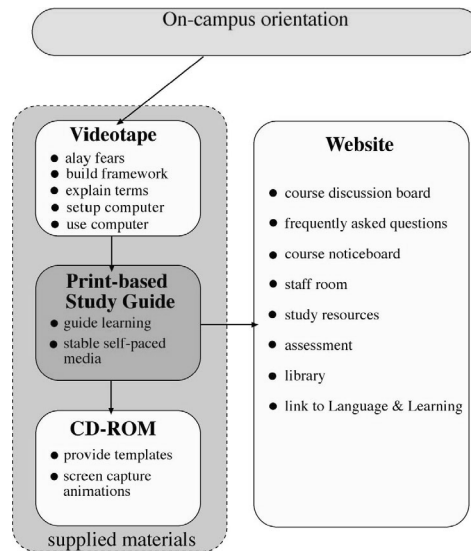 On-campus orientation
Videotape
● alay fears
● build framework
● explain terms
● setup computer
● use computer
Print-based
Study Guide
● guide learning
● stable self-paced
media
CD-ROM
● provide templates
● screen capture
animations
supplied materials
Website
● course discussion board
● frequently asked questions
● course noticeboard
● staff room
● study resources
● assessment
● library
● link to Language & Learning